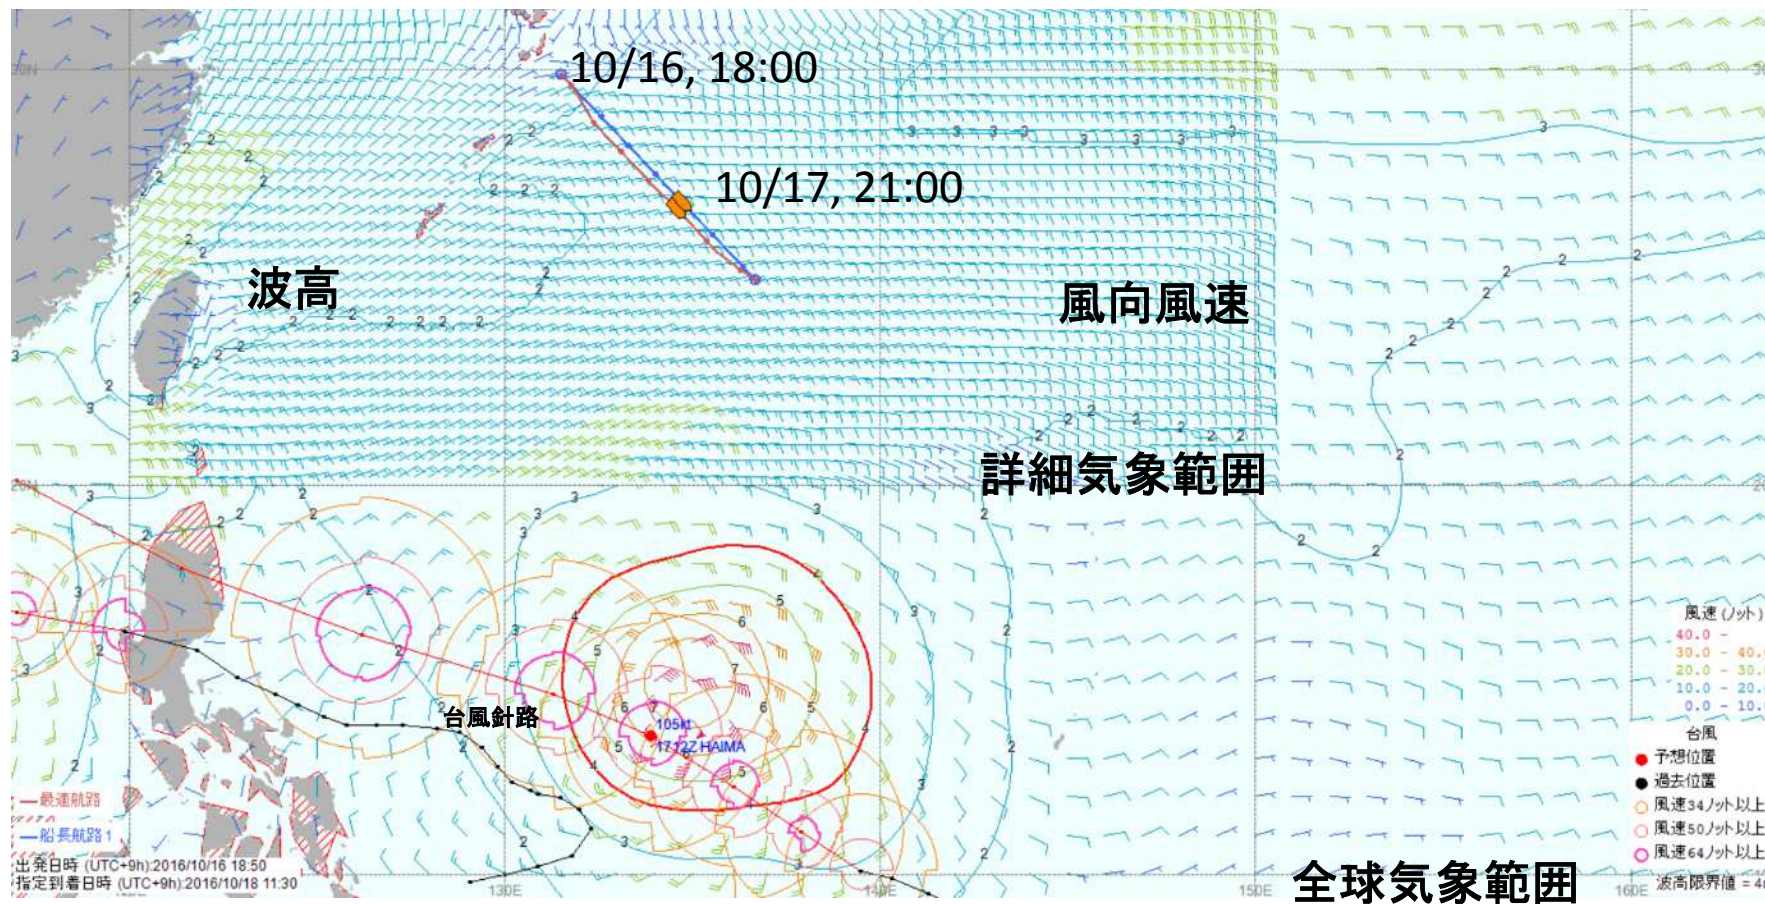 10/16, 18:00
10/17, 21:00
波高
風向風速
詳細気象範囲
台風針路
105kt
1712Z HAIMA
風速(ノット)
40.0 -
30.0 - 40.
20.0 - 30.
10.0 - 20.
0.0 - 10.
台風
予想位置
過去位置
風速34ノット以上
風速50ノット以上
風速64ノット以上
波高限界値 = 4
最適航路
船長航路1
出発日時 (UTC+9h):2016/10/16 18:50
指定到着日時 (UTC+9h):2016/10/18 11:30
130E
150E
160E
全球気象範囲